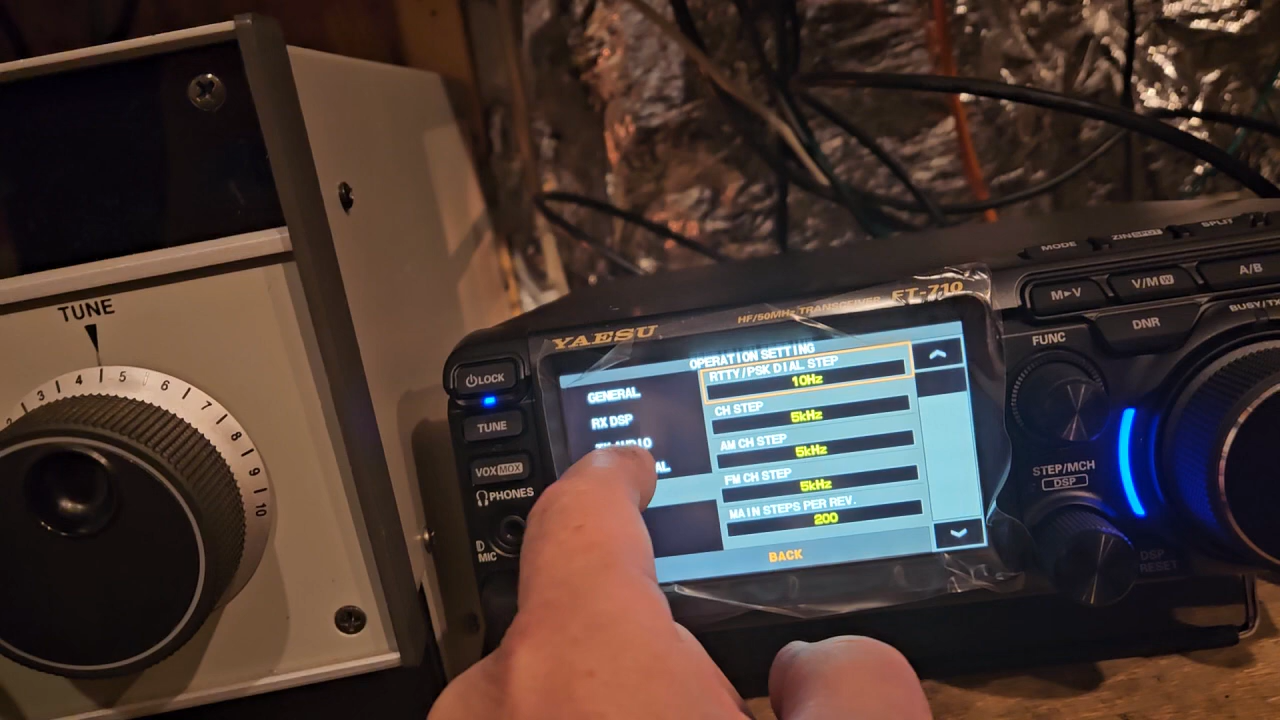 TUNE
2 3 4 5 6 7 8 9 10
YAESU
HF/50MHz TRANSCEIVER FT-710
LOCK
TUNE
VOX MOX
PHONES
D
MIC
OPERATION SETTING
GENERAL
RX DSP
AL
RTTY/PSK DIAL STEP
10Hz
CH STEP
5kHz
AM CH STEP
5kHz
FM CH STEP
5kHz
MAIN STEPS PER REV.
200
BACK
MODE
ZIN SPOT
SPLIT
M►V
V/M W
A/B
DNR
FUNC
STEP/MCH
DSP
DSP
RESET